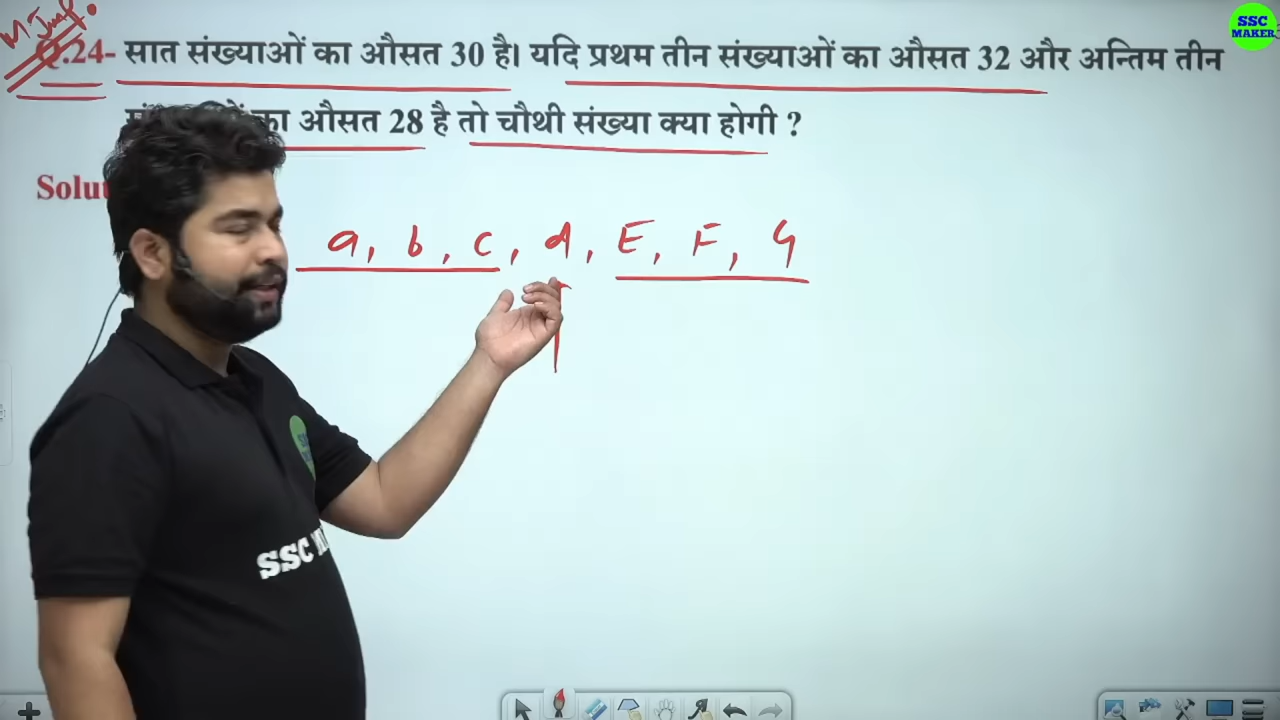 SSC
MAKER
Q.24- सात संख्याओं का औसत 30 है। यदि प्रथम तीन संख्याओं का औसत 32 और अन्तिम तीन
का औसत 28 है तो चौथी संख्या क्या होगी ?
a, b, c, d, E, F, G
SSC